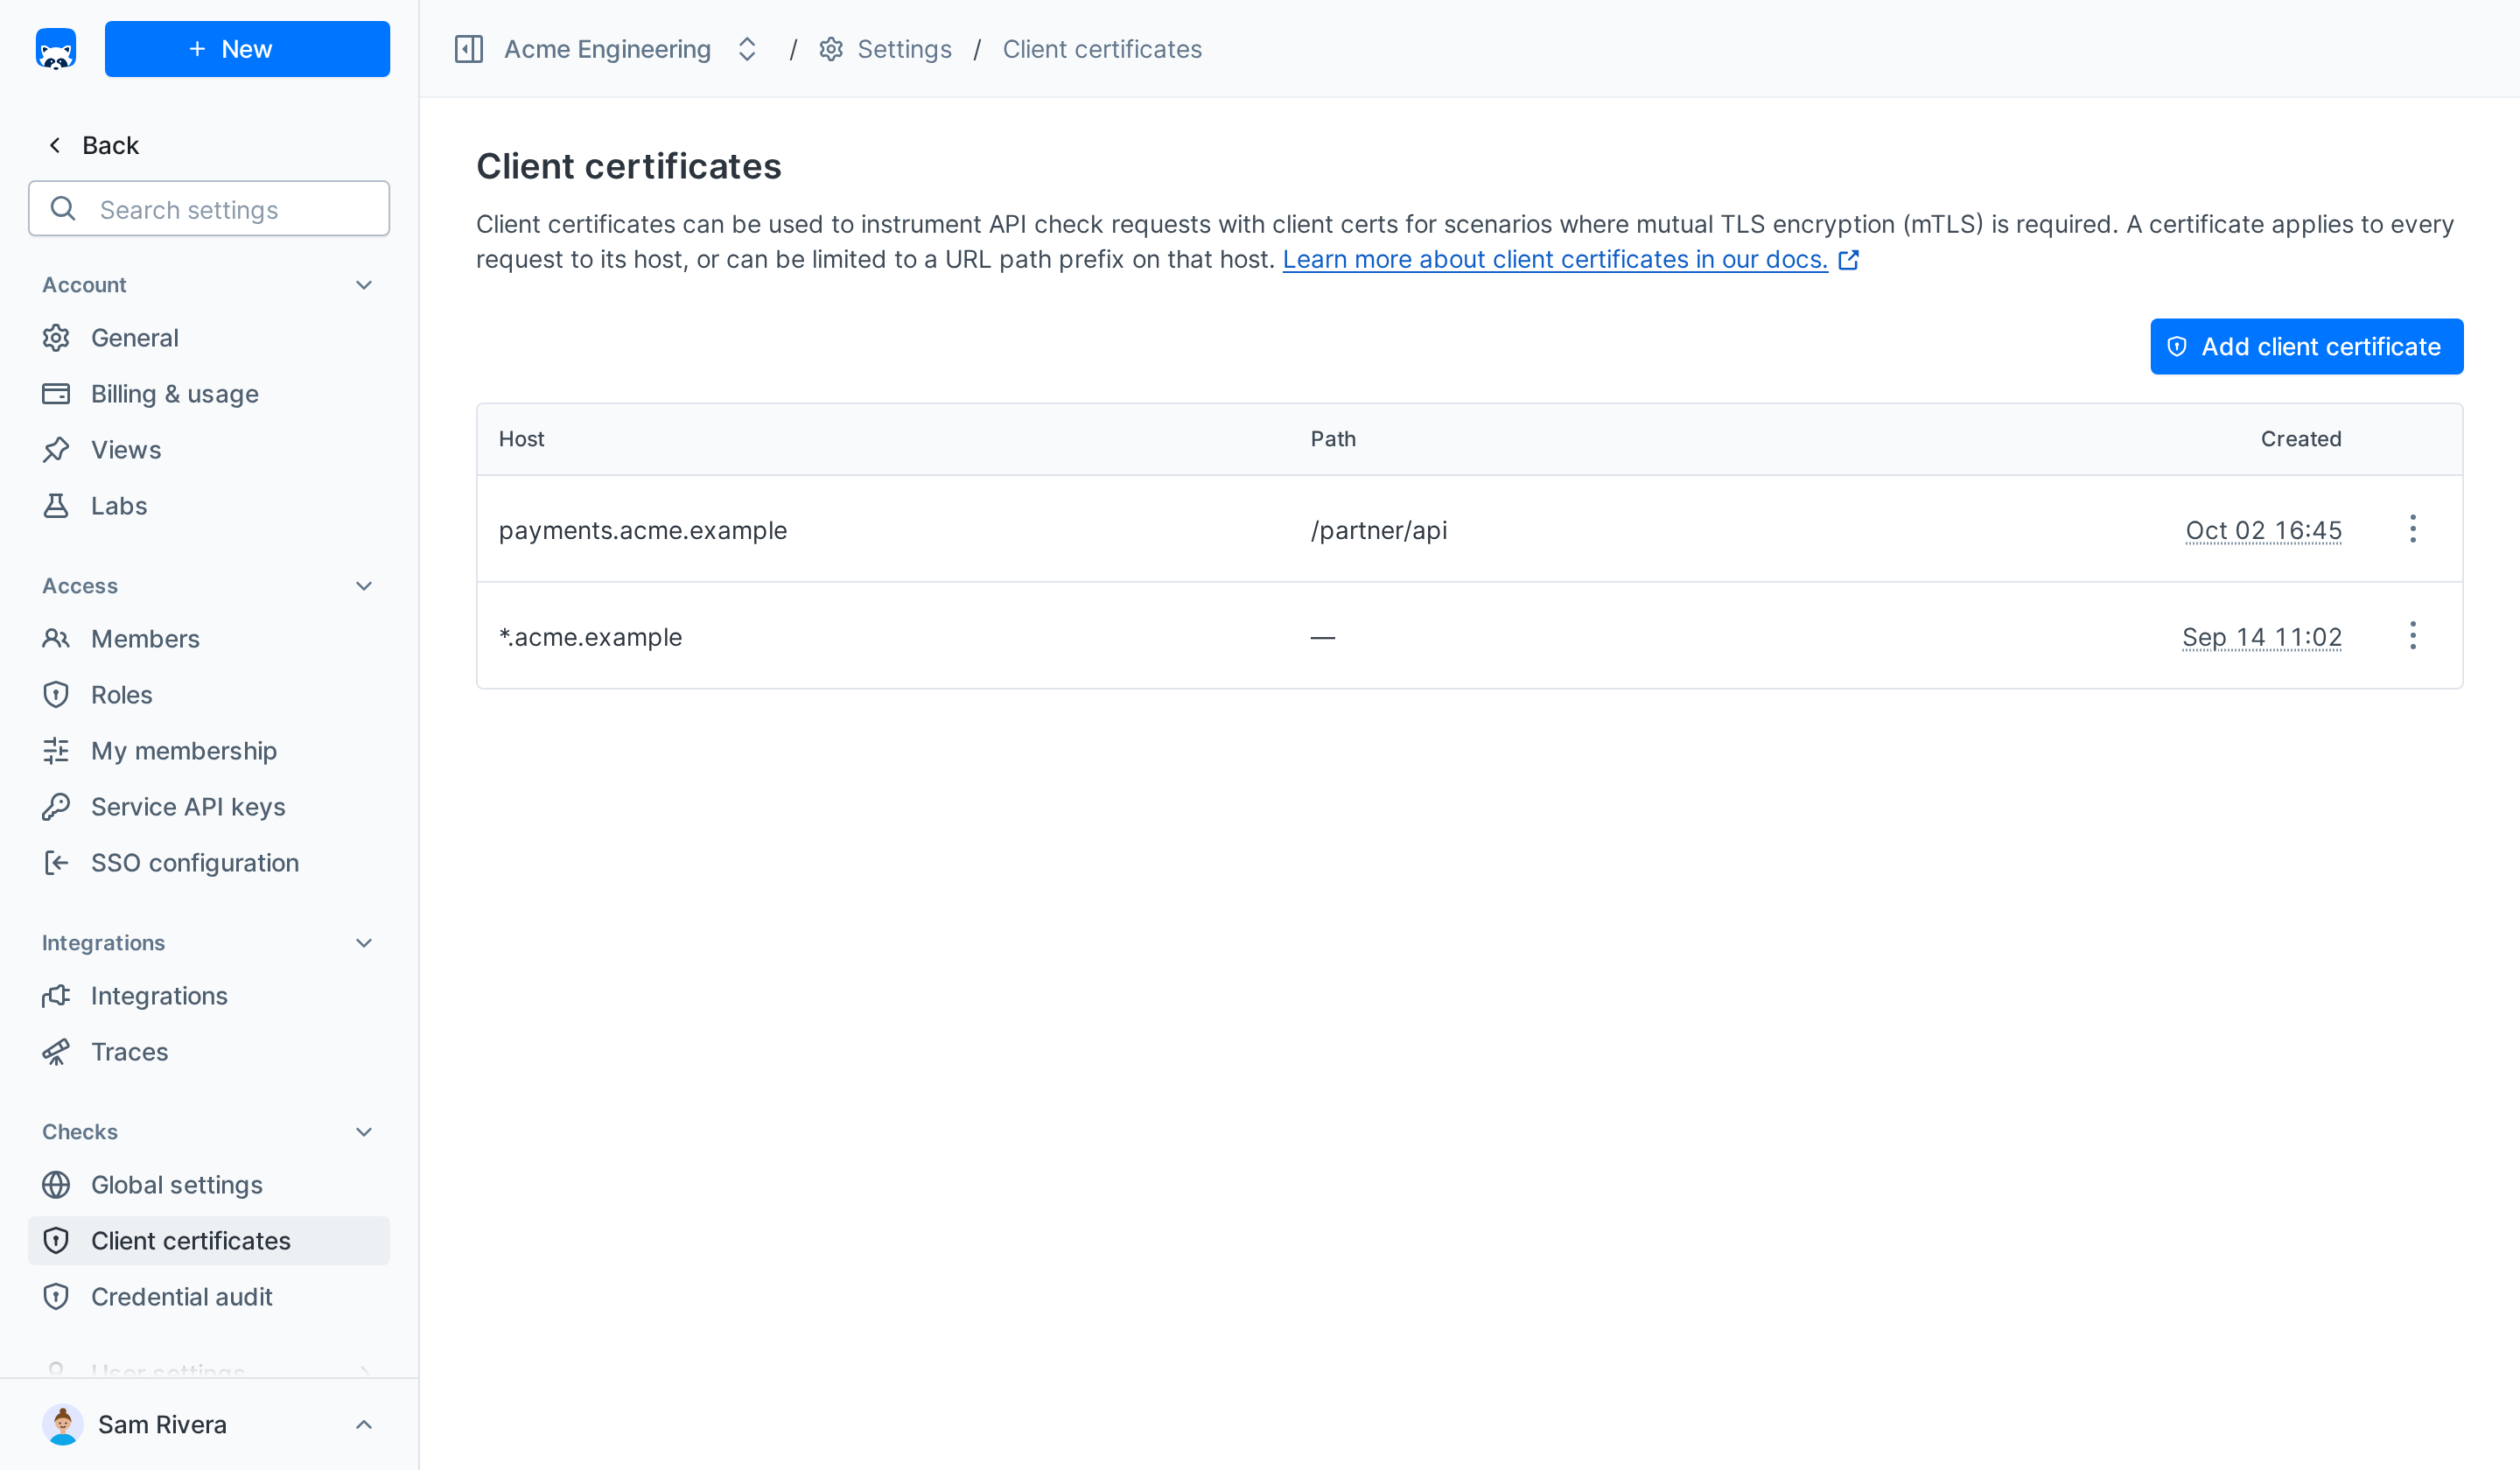 + New
Acme Engineering / Settings / Client certificates
Back
Search settings
Account
General
Billing & usage
Views
Labs
Access
Members
Roles
My membership
Service API keys
SSO configuration
Integrations
Integrations
Traces
Checks
Global settings
Client certificates
Credential audit
User settings
Sam Rivera
Client certificates
Client certificates can be used to instrument API check requests with client certs for scenarios where mutual TLS encryption (mTLS) is required. A certificate applies to every
request to its host, or can be limited to a URL path prefix on that host. Learn more about client certificates in our docs.
Add client certificate
Host Path Created
payments.acme.example /partner/api Oct 02 16:45
*.acme.example — Sep 14 11:02